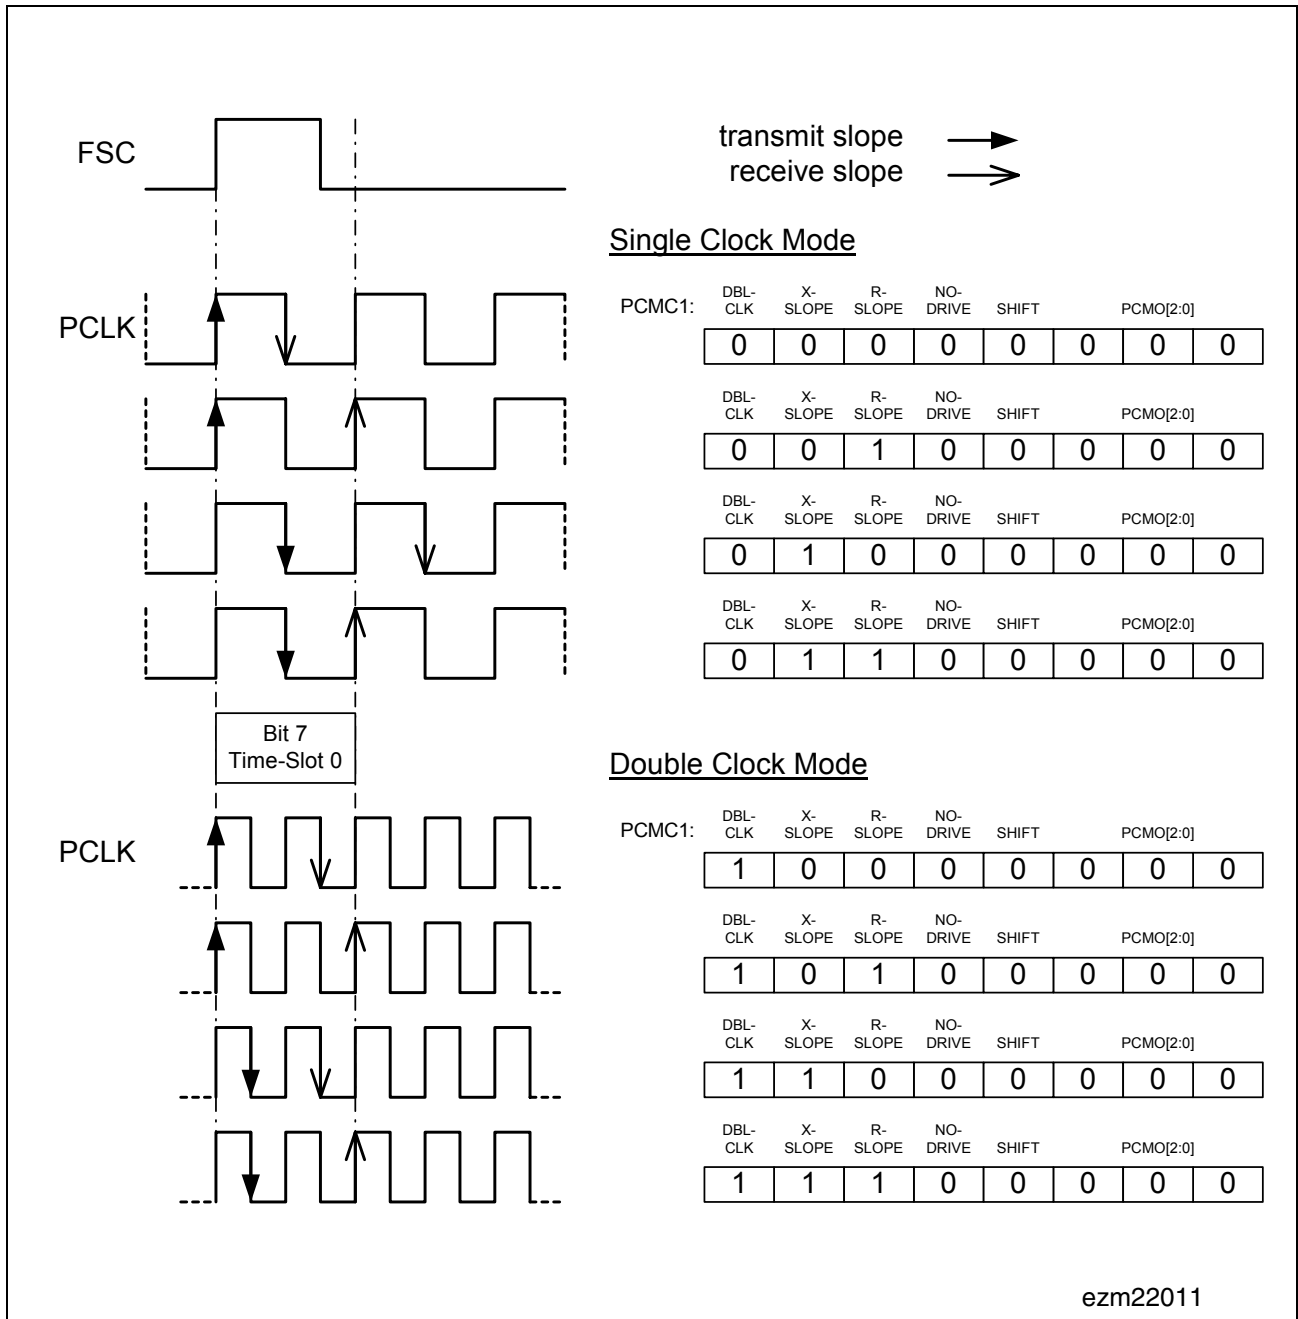 FSC
transmit slope
receive slope
Single Clock Mode
PCLK
PCMC1:
DBL-CLK X-SLOPE R-SLOPE NO-DRIVE SHIFT PCMO[2:0]
0 0 0 0 0 0 0 0
DBL-CLK X-SLOPE R-SLOPE NO-DRIVE SHIFT PCMO[2:0]
0 0 1 0 0 0 0 0
DBL-CLK X-SLOPE R-SLOPE NO-DRIVE SHIFT PCMO[2:0]
0 1 0 0 0 0 0 0
DBL-CLK X-SLOPE R-SLOPE NO-DRIVE SHIFT PCMO[2:0]
0 1 1 0 0 0 0 0
Bit 7
Time-Slot 0
Double Clock Mode
PCLK
PCMC1:
DBL-CLK X-SLOPE R-SLOPE NO-DRIVE SHIFT PCMO[2:0]
1 0 0 0 0 0 0 0
DBL-CLK X-SLOPE R-SLOPE NO-DRIVE SHIFT PCMO[2:0]
1 0 1 0 0 0 0 0
DBL-CLK X-SLOPE R-SLOPE NO-DRIVE SHIFT PCMO[2:0]
1 1 0 0 0 0 0 0
DBL-CLK X-SLOPE R-SLOPE NO-DRIVE SHIFT PCMO[2:0]
1 1 1 0 0 0 0 0
ezm22011